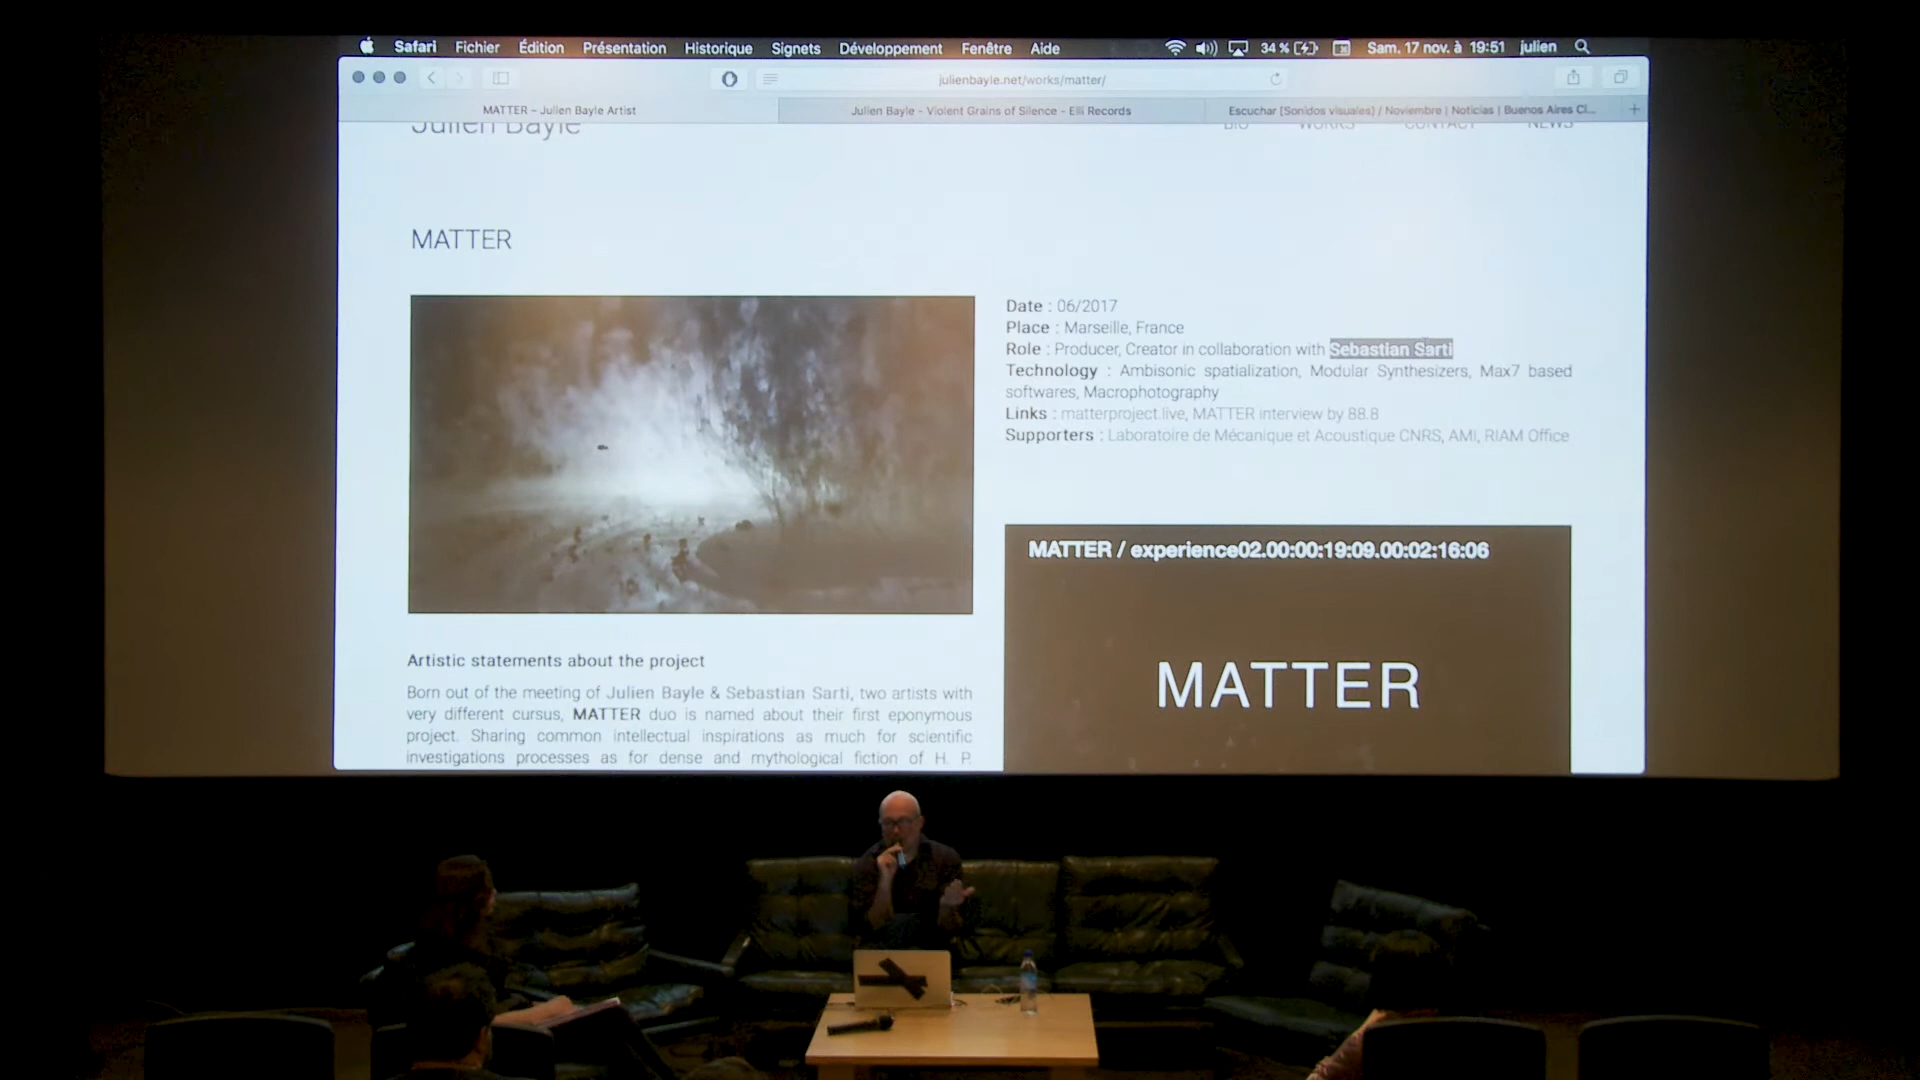 Safari Fichier Édition Présentation Historique Signets Développement Fenêtre Aide 34 % Sam. 17 nov. à 19:51 julien
julienbayle.net/works/matter/
MATTER – Julien Bayle Artist Julien Bayle - Violent Grains of Silence - Elli Records Escuchar [Sonidos visuales] / Noviembre | Noticias | Buenos Aires Ci...
Julien Bayle BIO WORKS CONTACT NEWS
MATTER
Date : 06/2017
Place : Marseille, France
Role : Producer, Creator in collaboration with Sebastian Sarti
Technology : Ambisonic spatialization, Modular Synthesizers, Max7 based
softwares, Macrophotography
Links : matterproject.live, MATTER interview by 88.8
Supporters : Laboratoire de Mécanique et Acoustique CNRS, AMI, RIAM Office
MATTER / experience02.00:00:19:09.00:02:16:06
MATTER
Artistic statements about the project
Born out of the meeting of Julien Bayle & Sebastian Sarti, two artists with
very different cursus, MATTER duo is named about their first eponymous
project. Sharing common intellectual inspirations as much for scientific
investigations processes as for dense and mythological fiction of H. P.